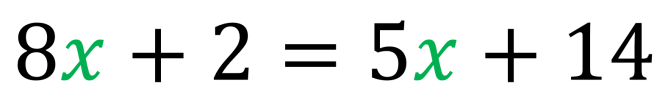 8x + 2 = 5x + 14